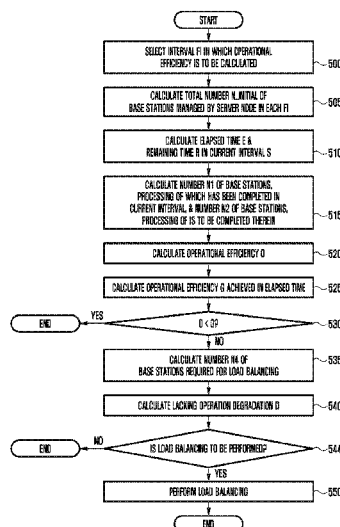 START
SELECT INTERVAL FI IN WHICH OPERATIONAL
EFFICIENCY IS TO BE CALCULATED
500
CALCULATE TOTAL NUMBER N_INITIAL OF
BASE STATIONS MANAGED BY SERVER NODE IN EACH FI
505
CALCULATE ELAPSED TIME E &
REMAINING TIME R IN CURRENT INTERVAL S
510
CALCULATE NUMBER N1 OF BASE STATIONS,
PROCESSING OF WHICH HAS BEEN COMPLETED IN
CURRENT INTERVAL & NUMBER N2 OF BASE STATIONS,
PROCESSING OF IS TO BE COMPLETED THEREIN
515
CALCULATE OPERATIONAL EFFICIENCY O
520
CALCULATE OPERATIONAL EFFICIENCY G ACHIEVED IN ELAPSED TIME
525
YES
END
530
NO
CALCULATE NUMBER N4 OF
BASE STATIONS REQUIRED FOR LOAD BALANCING
535
CALCULATE LACKING OPERATION DEGRADATION D
540
NO
END
IS LOAD BALANCING TO BE PERFORMED?
544
YES
PERFORM LOAD BALANCING
550
END